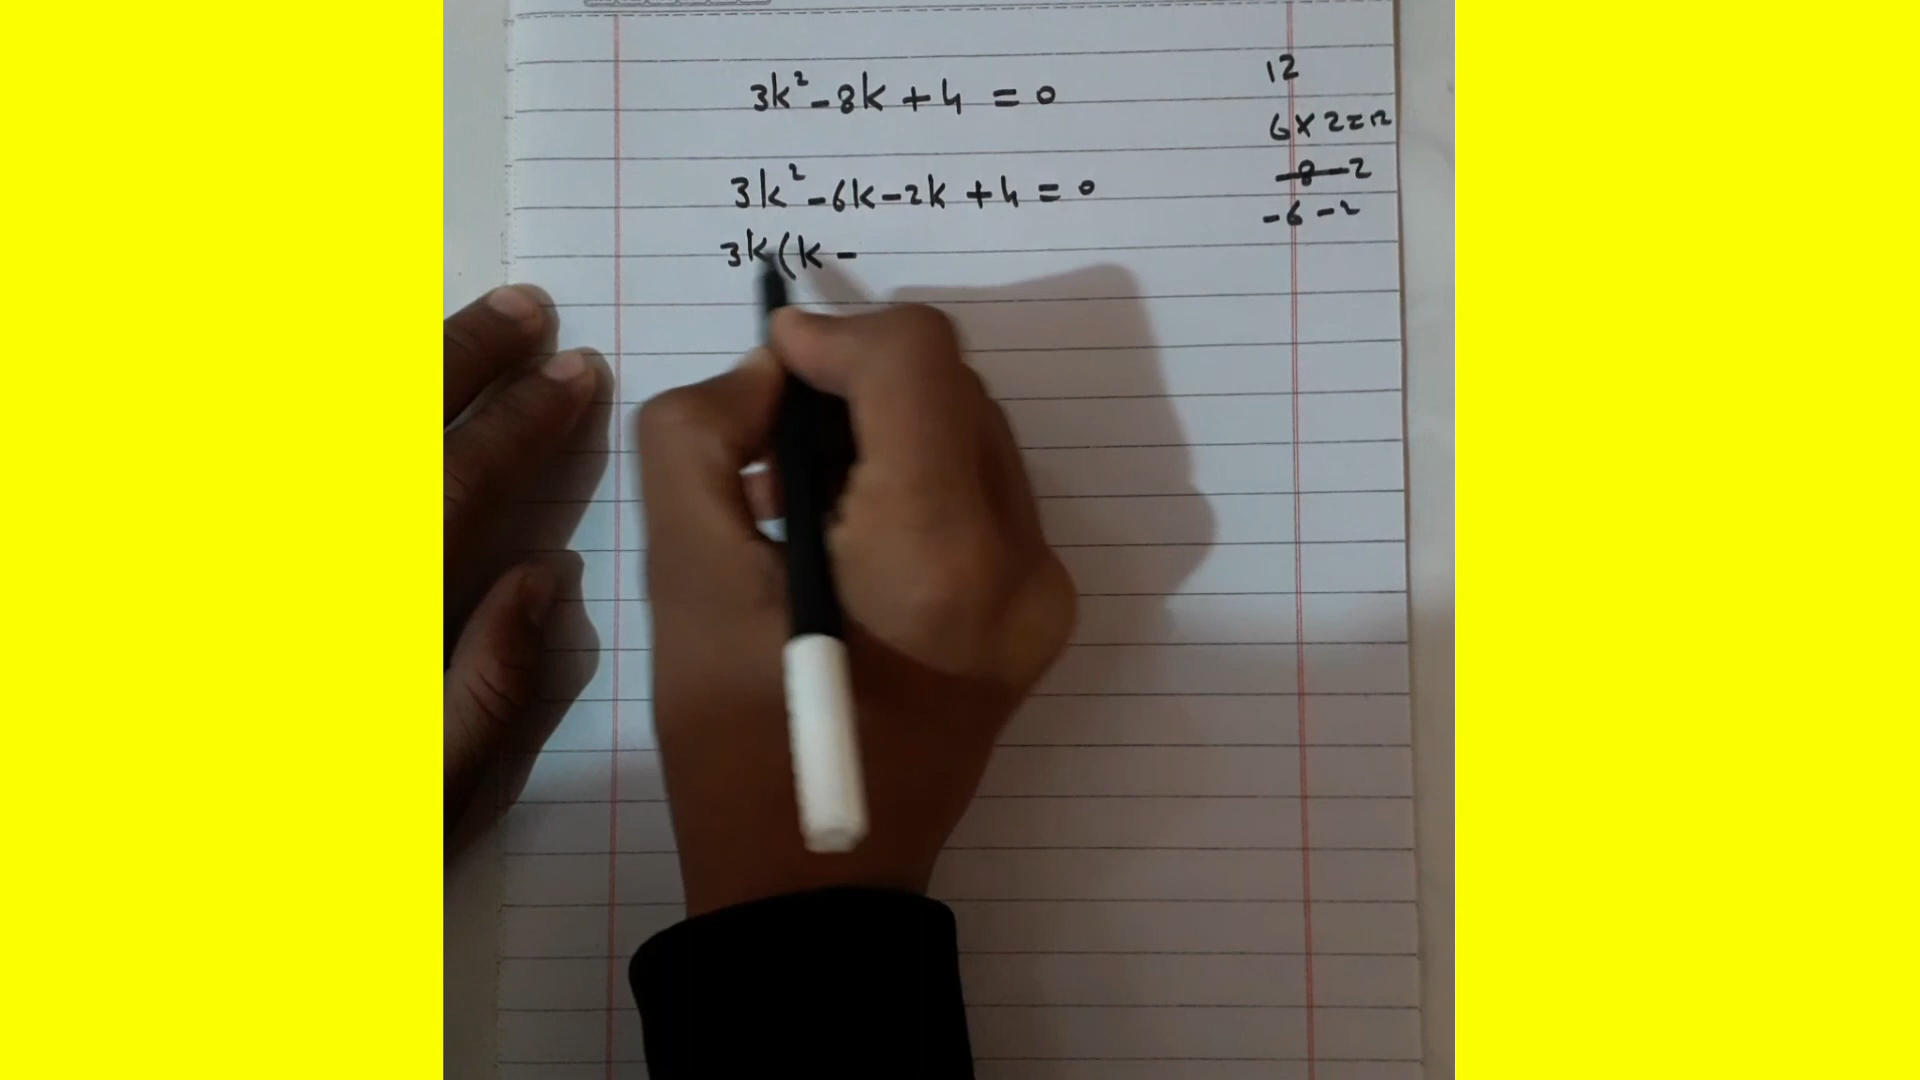 3k² - 8k + 4 = 0
12
6 × 2 = 12
3k² - 6k - 2k + 4 = 0
8 - 2
-6 - 2
3k(k -